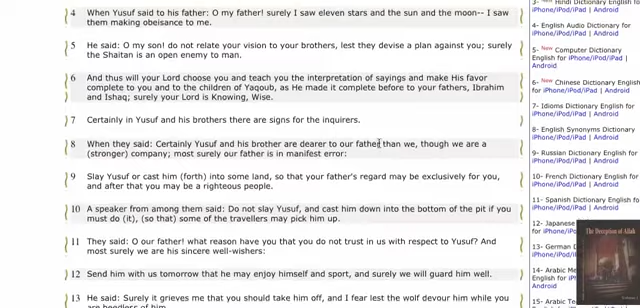 4 When Yusuf said to his father: O my father! surely I saw eleven stars and the sun and the moon-- I saw
them making obeisance to me.
5 He said: O my son! do not relate your vision to your brothers, lest they devise a plan against you; surely
the Shaitan is an open enemy to man.
6 And thus will your Lord choose you and teach you the interpretation of sayings and make His favor
complete to you and to the children of Yaqoub, as He made it complete before to your fathers, Ibrahim
and Ishaq; surely your Lord is Knowing, Wise.
7 Certainly in Yusuf and his brothers there are signs for the inquirers.
8 When they said: Certainly Yusuf and his brother are dearer to our father than we, though we are a
(stronger) company; most surely our father is in manifest error:
9 Slay Yusuf or cast him (forth) into some land, so that your father's regard may be exclusively for you,
and after that you may be a righteous people.
10 A speaker from among them said: Do not slay Yusuf, and cast him down into the bottom of the pit if you
must do (it), (so that) some of the travellers may pick him up.
11 They said: O our father! what reason have you that you do not trust in us with respect to Yusuf? And
most surely we are his sincere well-wishers:
12 Send him with us tomorrow that he may enjoy himself and sport, and surely we will guard him well.
13 He said: Surely it grieves me that you should take him off, and I fear lest the wolf devour him while you
are heedless of him.
3- New Hindi Dictionary English for
iPhone/iPod/iPad | Android
4- English Audio Dictionary for
iPhone/iPod/iPad | Android
5- New Computer Dictionary
English for iPhone/iPod/iPad |
Android
6- New Chinese Dictionary English
for iPhone/iPod/iPad | Android
7- Idioms Dictionary English for
iPhone/iPod/iPad | Android
8- English Synonyms Dictionary
iPhone/iPod/iPad | Android
9- Russian Dictionary English for
iPhone/iPod/iPad | Android
10- French Dictionary English for
iPhone/iPod/iPad | Android
11- Spanish Dictionary English for
iPhone/iPod/iPad | Android
12- Japanese
for iPhone/iP
13- German D
iPhone/iPod/i
14- Arabic Me
English for iP
15- Arabic To
The Deception of Allah